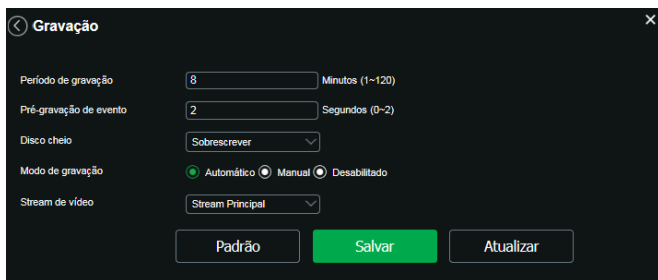 Gravação
Período de gravação 8 Minutos (1~120)
Pré-gravação de evento 2 Segundos (0~2)
Disco cheio Sobrescrever
Modo de gravação Automático Manual Desabilitado
Stream de vídeo Stream Principal
Padrão Salvar Atualizar